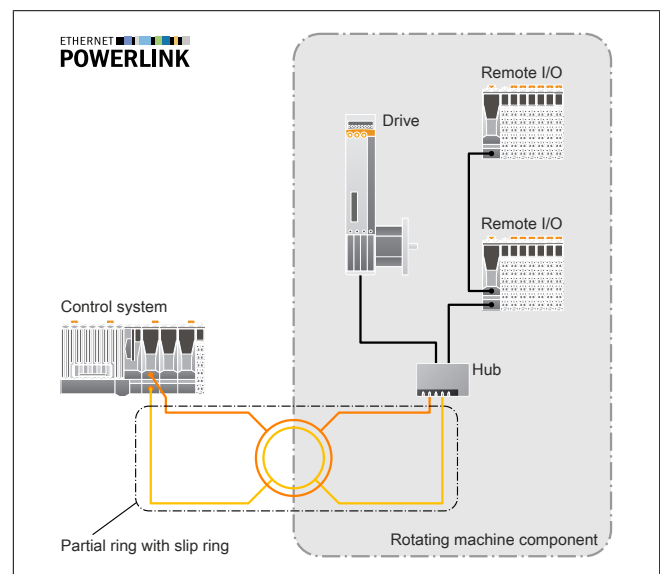 ETHERNET
POWERLINK
Remote I/O
Drive
Remote I/O
Control system
Hub
Partial ring with slip ring
Rotating machine component